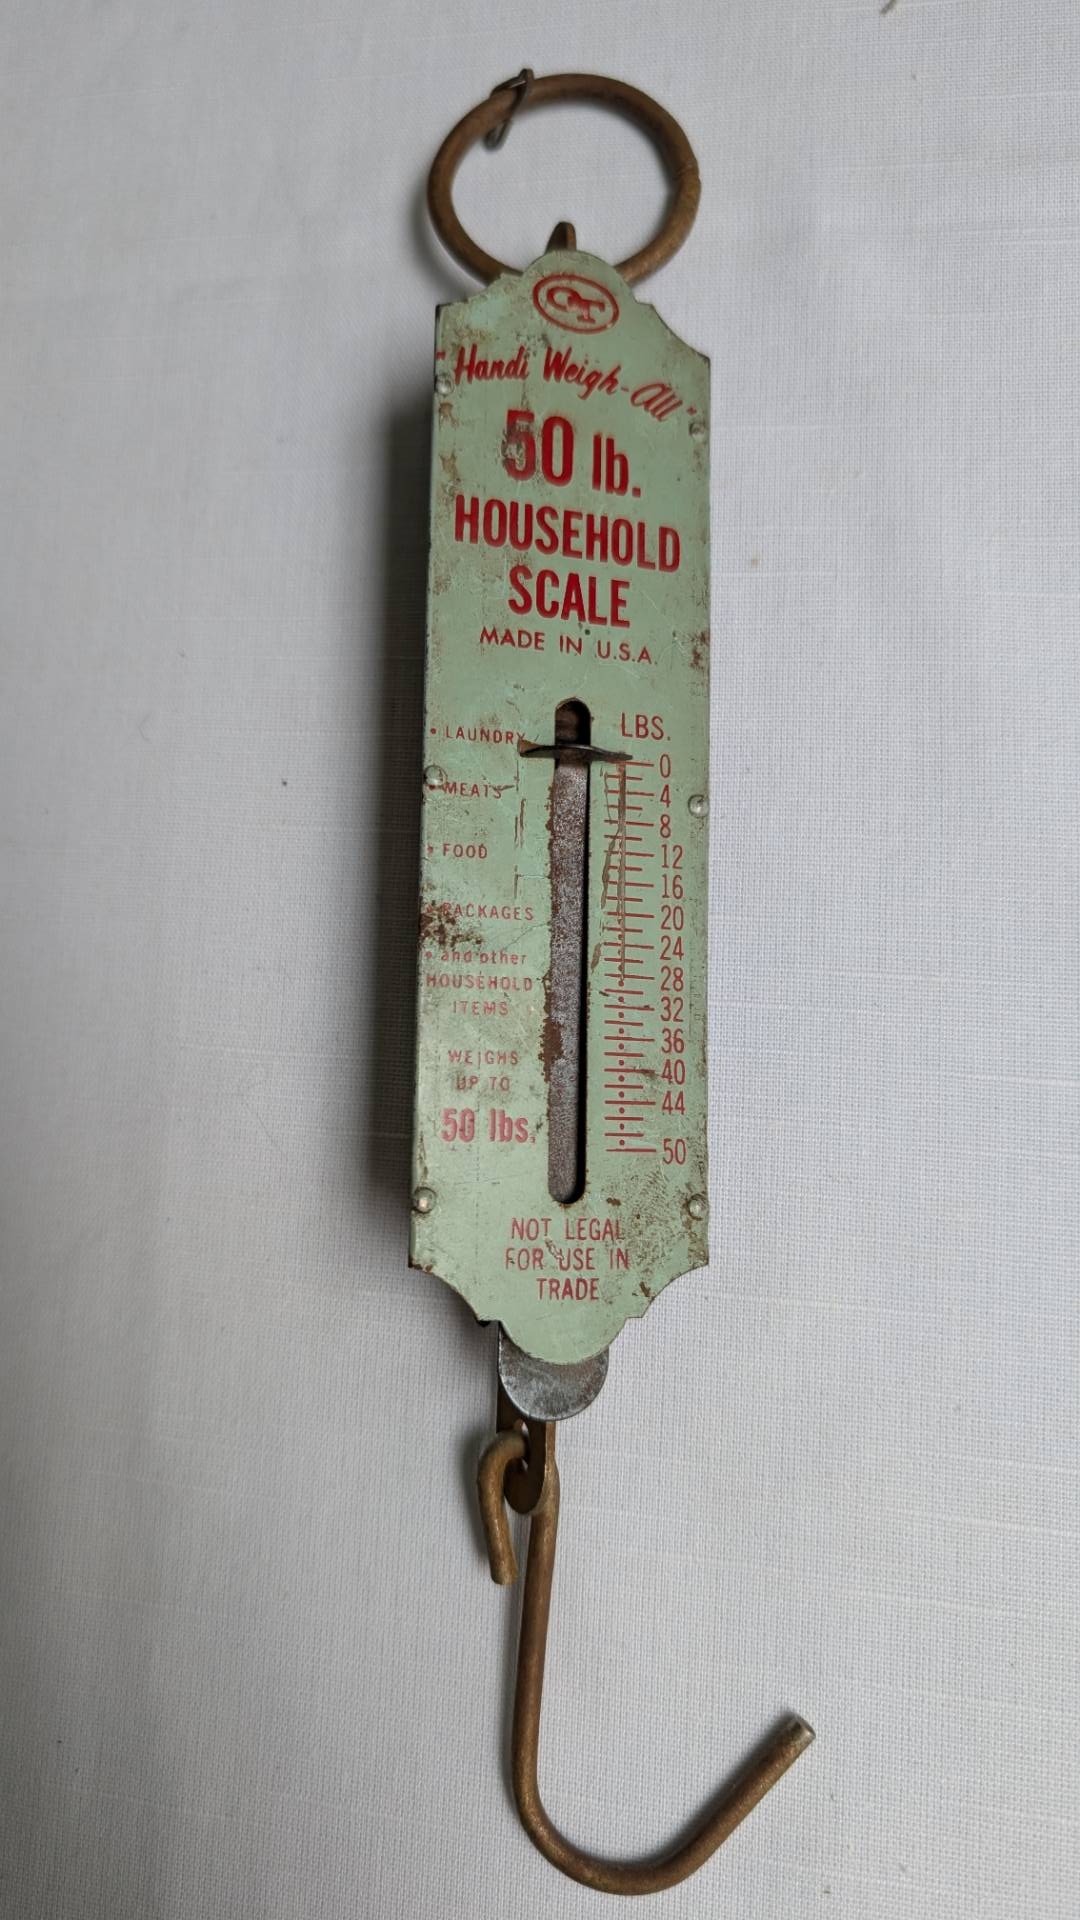 OT
"Handi Weigh-All"
50 lb.
HOUSEHOLD
SCALE
MADE IN U.S.A.
LBS.
• LAUNDRY
• MEATS
• FOOD
• PACKAGES
• and other
HOUSEHOLD
ITEMS
WEIGHS
UP TO
50 lbs.
0
4
8
12
16
20
24
28
32
36
40
44
50
NOT LEGAL
FOR USE IN
TRADE